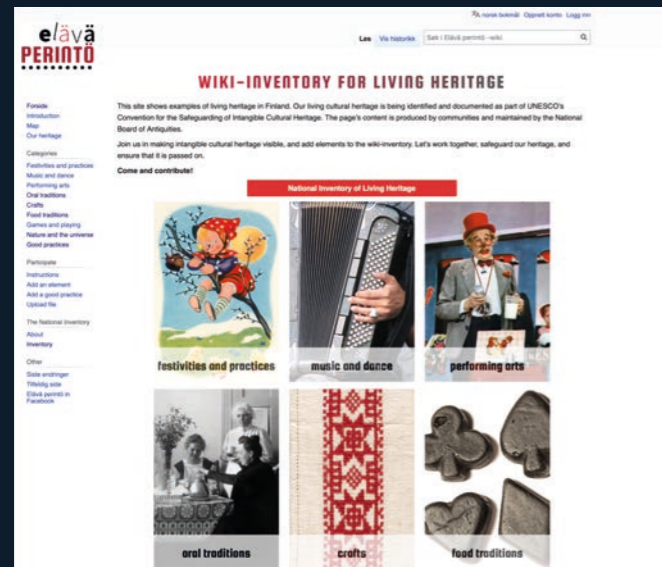 norsk bokmål Opprett konto Logg inn
elävä
PERINTÖ
Les Vis historikk Søk i Elävä perintö -wiki
WIKI-INVENTORY FOR LIVING HERITAGE
This site shows examples of living heritage in Finland. Our living cultural heritage is being identified and documented as part of UNESCO's
Convention for the Safeguarding of Intangible Cultural Heritage. The page's content is produced by communities and maintained by the National
Board of Antiquities.
Join us in making intangible cultural heritage visible, and add elements to the wiki-inventory. Let's work together, safeguard our heritage, and
ensure that it is passed on.
Come and contribute!
National Inventory of Living Heritage
Forside
Introduction
Map
Our heritage
Categories
Festivities and practices
Music and dance
Performing arts
Oral traditions
Crafts
Food traditions
Games and playing
Nature and the universe
Good practices
Participate
Instructions
Add an element
Add a good practice
Upload file
The National Inventory
About
Inventory
Other
Siste endringer
Tilfeldig side
Elävä perintö in
Facebook
festivities and practices
music and dance
performing arts
oral traditions
crafts
food traditions